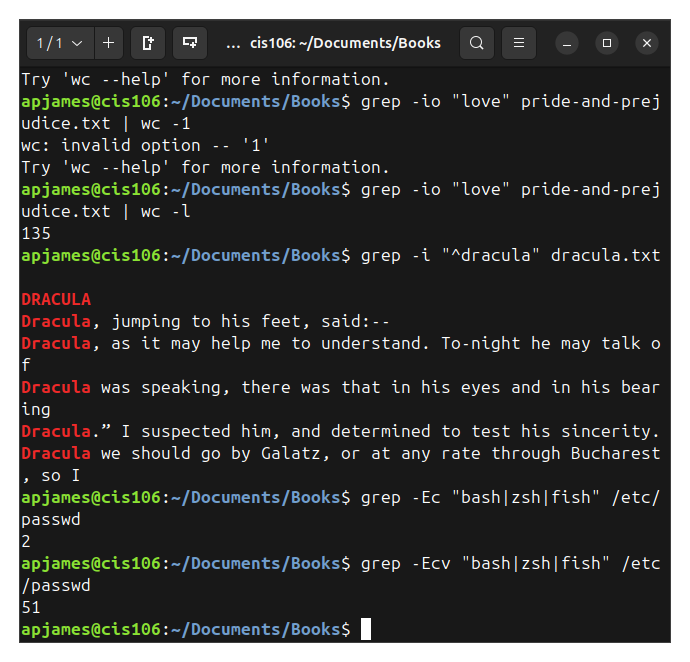 1/1
... cis106: ~/Documents/Books
Try 'wc --help' for more information.
apjames@cis106:~/Documents/Books$ grep -io "love" pride-and-prej
udice.txt | wc -1
wc: invalid option -- '1'
Try 'wc --help' for more information.
apjames@cis106:~/Documents/Books$ grep -io "love" pride-and-prej
udice.txt | wc -l
135
apjames@cis106:~/Documents/Books$ grep -i "^dracula" dracula.txt
DRACULA
Dracula, jumping to his feet, said:--
Dracula, as it may help me to understand. To-night he may talk o
f
Dracula was speaking, there was that in his eyes and in his bear
ing
Dracula.” I suspected him, and determined to test his sincerity.
Dracula we should go by Galatz, or at any rate through Bucharest
, so I
apjames@cis106:~/Documents/Books$ grep -Ec "bash|zsh|fish" /etc/
passwd
2
apjames@cis106:~/Documents/Books$ grep -Ecv "bash|zsh|fish" /etc
/passwd
51
apjames@cis106:~/Documents/Books$